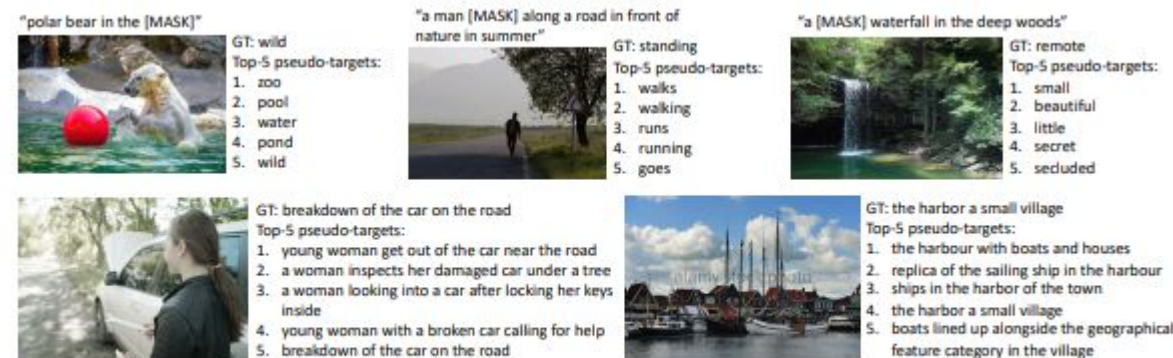 "polar bear in the [MASK]"
GT: wild
Top-5 pseudo-targets:
1. zoo
2. pool
3. water
4. pond
5. wild
"a man [MASK] along a road in front of
nature in summer"
GT: standing
Top-5 pseudo-targets:
1. walks
2. walking
3. runs
4. running
5. goes
"a [MASK] waterfall in the deep woods"
GT: remote
Top-5 pseudo-targets:
1. small
2. beautiful
3. little
4. secret
5. secluded
GT: breakdown of the car on the road
Top-5 pseudo-targets:
1. young woman get out of the car near the road
2. a woman inspects her damaged car under a tree
3. a woman looking into a car after locking her keys
inside
4. young woman with a broken car calling for help
5. breakdown of the car on the road
alamy stock photo
GT: the harbor a small village
Top-5 pseudo-targets:
1. the harbour with boats and houses
2. replica of the sailing ship in the harbour
3. ships in the harbor of the town
4. the harbor a small village
5. boats lined up alongside the geographical
feature category in the village